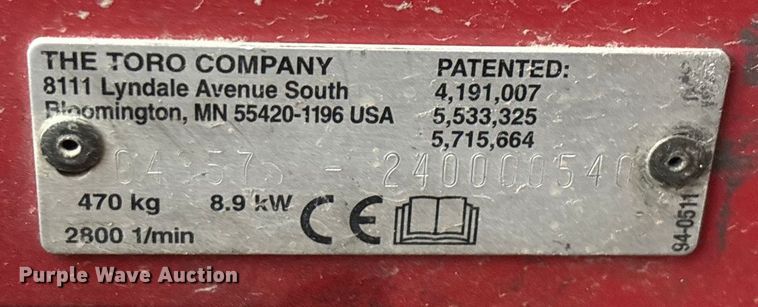 THE TORO COMPANY
8111 Lyndale Avenue South
Bloomington, MN 55420-1196 USA
PATENTED:
4,191,007
5,533,325
5,715,664
- 240000540
470 kg 8.9 kW CE
2800 1/min
94-0511
Purple Wave Auction